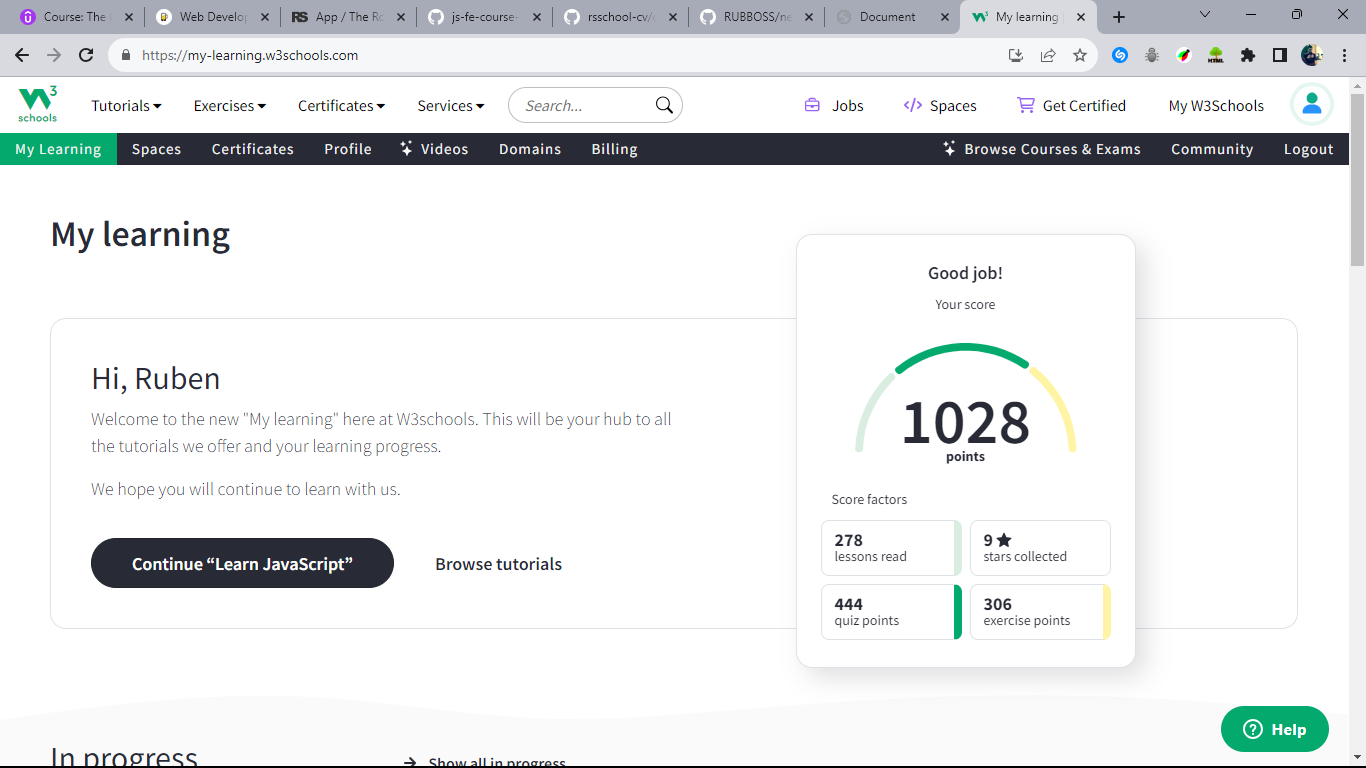 Course: The
Web Develop
RS App / The Ro
js-fe-course-
rsschool-cv/
RUBBOSS/ne
Document
My learning
https://my-learning.w3schools.com
HTML
W3 schools
Tutorials
Exercises
Certificates
Services
Search...
Jobs
Spaces
Get Certified
My W3Schools
My Learning
Spaces
Certificates
Profile
Videos
Domains
Billing
Browse Courses & Exams
Community
Logout
My learning
Good job!
Your score
1028
points
Hi, Ruben
Welcome to the new "My learning" here at W3schools. This will be your hub to all
the tutorials we offer and your learning progress.
We hope you will continue to learn with us.
Continue “Learn JavaScript”
Browse tutorials
Score factors
278
lessons read
9
stars collected
444
quiz points
306
exercise points
In progress
Show all in progress
Help